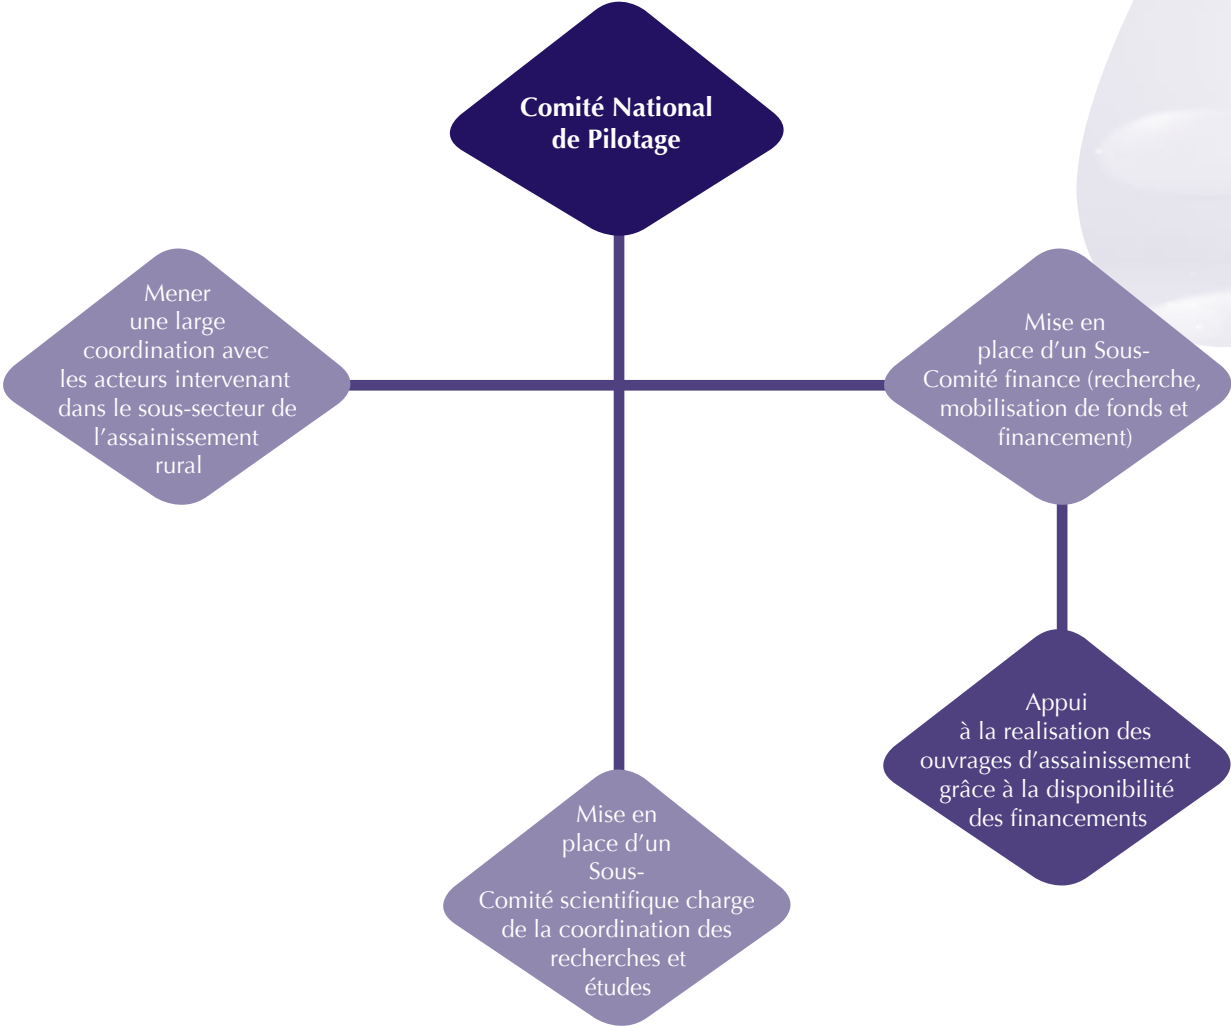 Comité National
de Pilotage
Mener
une large
coordination avec
les acteurs intervenant
dans le sous-secteur de
l’assainissement
rural
Mise en
place d’un Sous-
Comité finance (recherche,
mobilisation de fonds et
financement)
Appui
à la realisation des
ouvrages d’assainissement
grâce à la disponibilité
des financements
Mise en
place d’un
Sous-
Comité scientifique charge
de la coordination des
recherches et
études